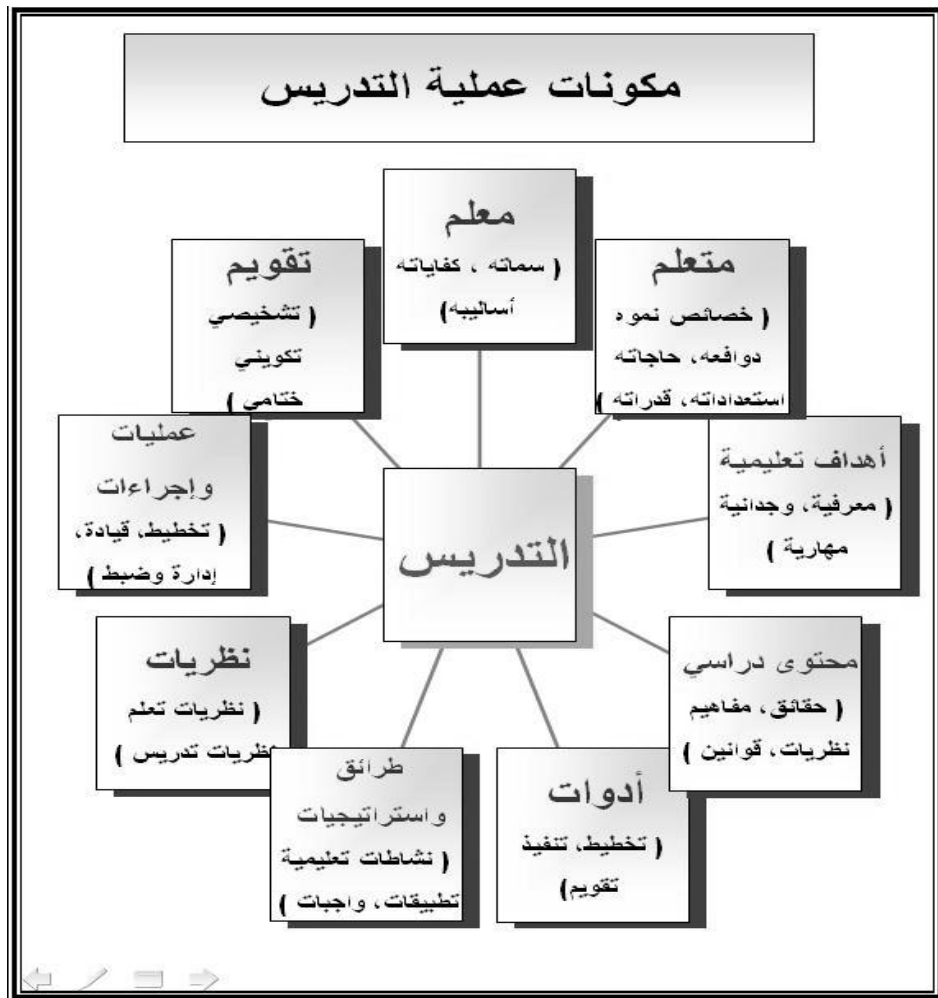 مكونات عملية التدريس
معلم
( سماته ، كفاياته
أساليبه)
متعلم
( خصائص نموه
دوافعه، حاجاته
استعداداته، قدراته )
أهداف تعليمية
( معرفية، وجدانية
مهارية )
محتوى دراسي
( حقائق، مفاهيم
نظريات، قوانين )
أدوات
( تخطيط، تنفيذ
تقويم)
طرائق
واستراتيجيات
( نشاطات تعليمية
تطبيقات، واجبات )
نظريات
( نظريات تعلم
نظريات تدريس )
عمليات
وإجراءات
( تخطيط، قيادة،
إدارة وضبط )
تقويم
( تشخيصي
تكويني
ختامي )
التدريس